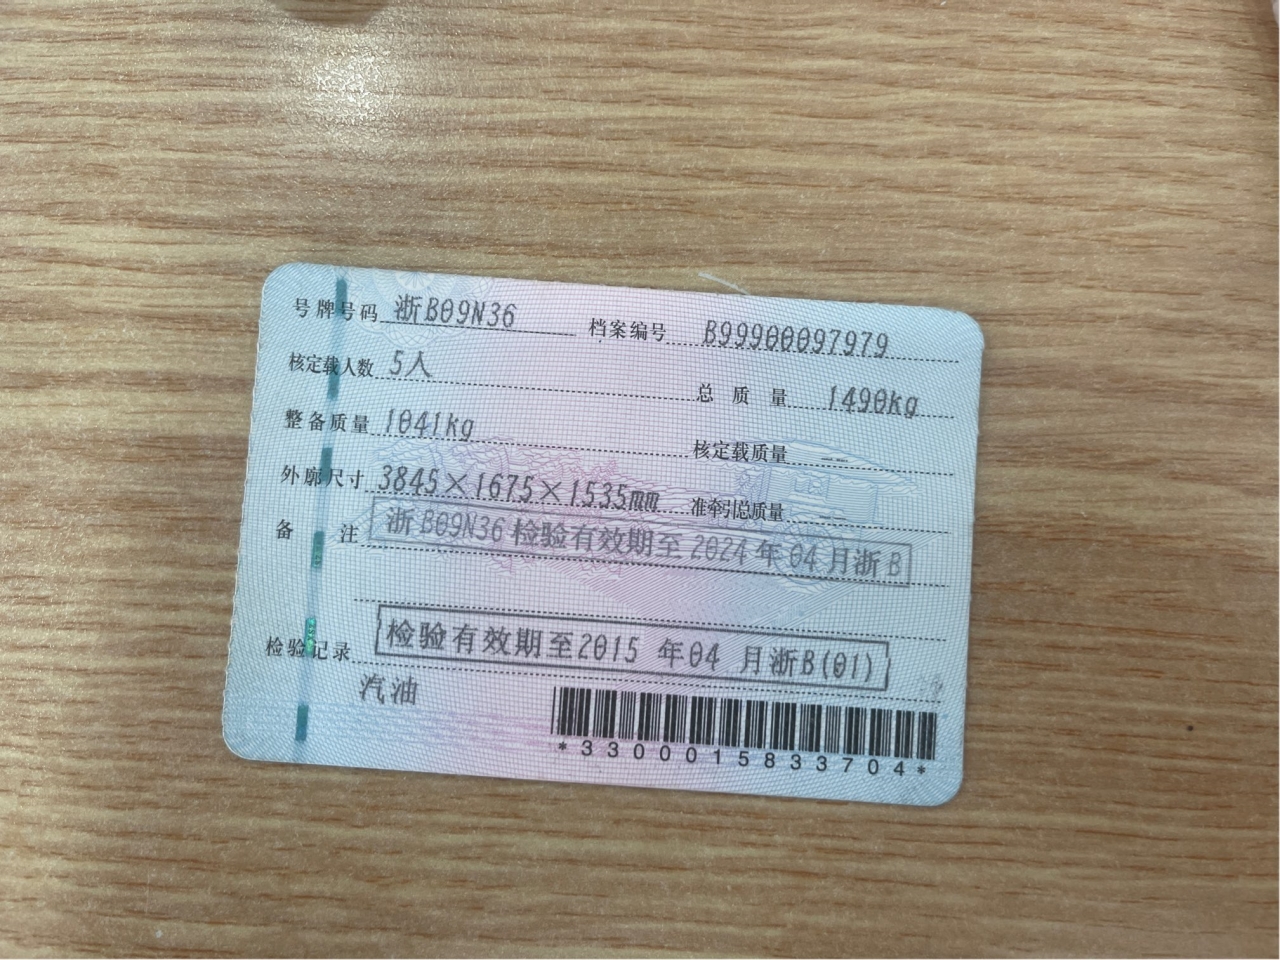 号牌号码 浙B09N36 档案编号 B99900097979
核定载人数 5人 总质量 1490kg
整备质量 1041kg 核定载质量 --
外廓尺寸 3845×1675×1535mm 准牵引总质量
备注 浙B09N36检验有效期至2024年04月浙B
检验记录 检验有效期至2015 年04 月浙B(01)
汽油
*3300015833704*